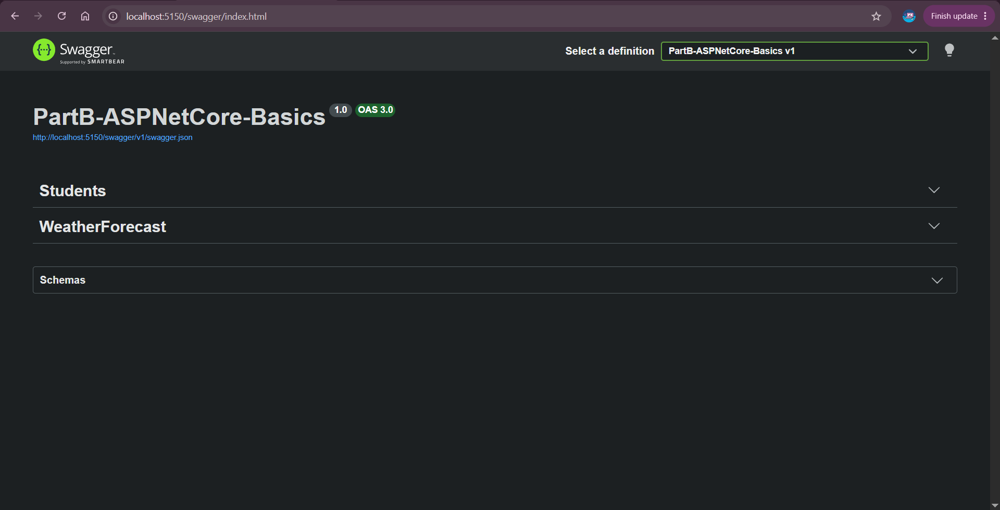 localhost:5150/swagger/index.html
Finish update
{···} Swagger™
Supported by SMARTBEAR
Select a definition
PartB-ASPNetCore-Basics v1
PartB-ASPNetCore-Basics 1.0 OAS 3.0
http://localhost:5150/swagger/v1/swagger.json
Students
WeatherForecast
Schemas